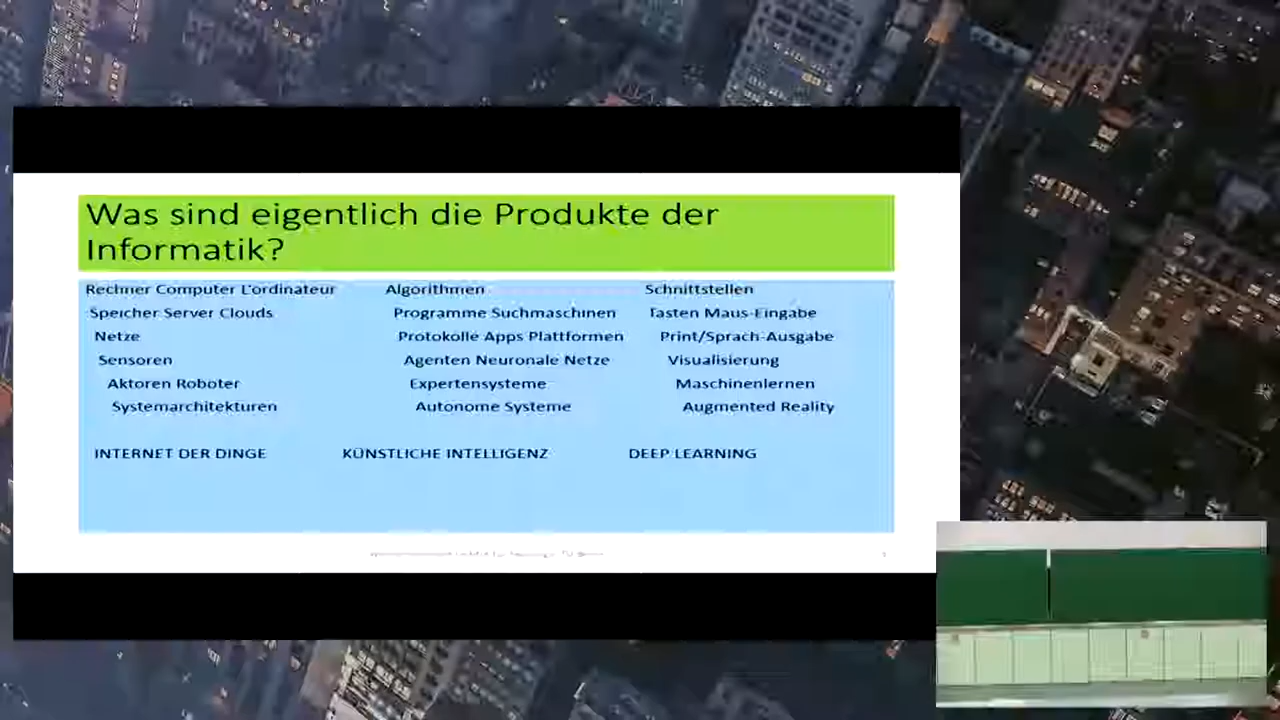 Was sind eigentlich die Produkte der
Informatik?
Rechner Computer L'ordinateur Algorithmen Schnittstellen
Speicher Server Clouds Programme Suchmaschinen Tasten Maus-Eingabe
Netze Protokolle Apps Plattformen Print/Sprach-Ausgabe
Sensoren Agenten Neuronale Netze Visualisierung
Aktoren Roboter Expertensysteme Maschinenlernen
Systemarchitekturen Autonome Systeme Augmented Reality
INTERNET DER DINGE KÜNSTLICHE INTELLIGENZ DEEP LEARNING